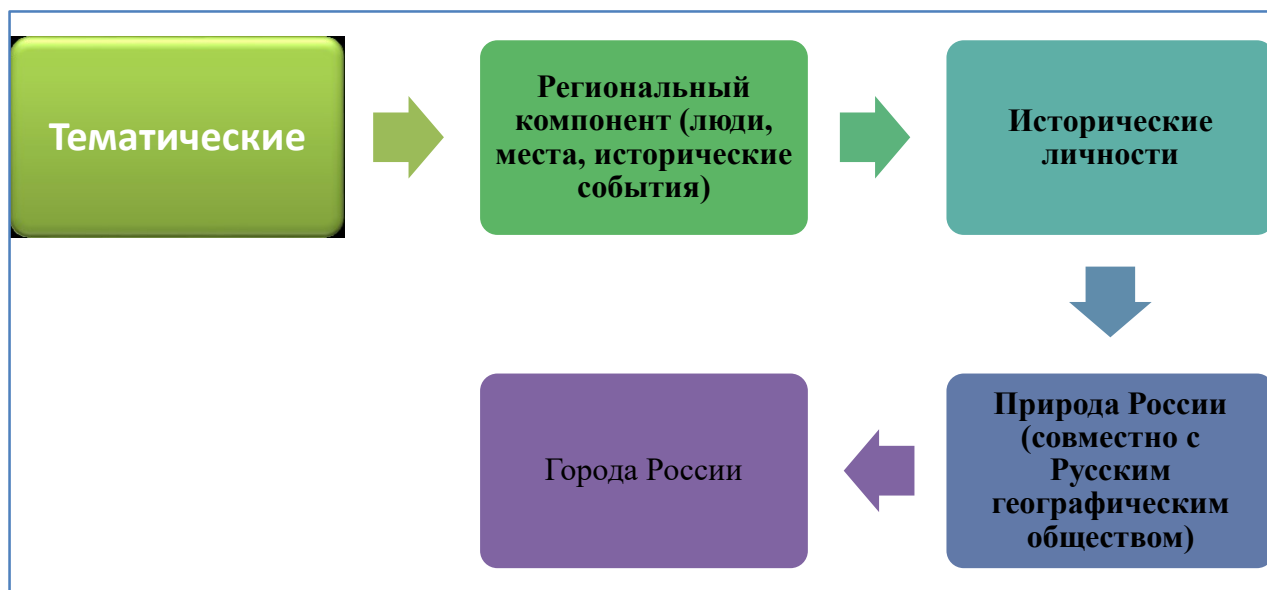 Тематические
Региональный
компонент (люди,
места, исторические
события)
Исторические
личности
Природа России
(совместно с
Русским
географическим
обществом)
Города России